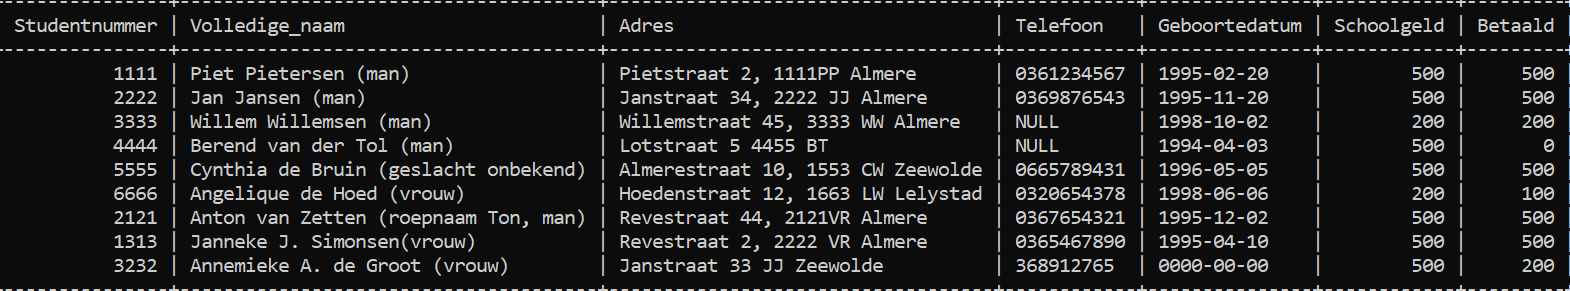 Studentnummer | Volledige_naam | Adres | Telefoon | Geboortedatum | Schoolgeld | Betaald
1111 | Piet Pietersen (man) | Pietstraat 2, 1111PP Almere | 0361234567 | 1995-02-20 | 500 | 500
2222 | Jan Jansen (man) | Janstraat 34, 2222 JJ Almere | 0369876543 | 1995-11-20 | 500 | 500
3333 | Willem Willemsen (man) | Willemstraat 45, 3333 WW Almere | NULL | 1998-10-02 | 200 | 200
4444 | Berend van der Tol (man) | Lotstraat 5 4455 BT | NULL | 1994-04-03 | 500 | 0
5555 | Cynthia de Bruin (geslacht onbekend) | Almerestraat 10, 1553 CW Zeewolde | 0665789431 | 1996-05-05 | 500 | 500
6666 | Angelique de Hoed (vrouw) | Hoedenstraat 12, 1663 LW Lelystad | 0320654378 | 1998-06-06 | 200 | 100
2121 | Anton van Zetten (roepnaam Ton, man) | Revestraat 44, 2121VR Almere | 0367654321 | 1995-12-02 | 500 | 500
1313 | Janneke J. Simonsen(vrouw) | Revestraat 2, 2222 VR Almere | 0365467890 | 1995-04-10 | 500 | 500
3232 | Annemieke A. de Groot (vrouw) | Janstraat 33 JJ Zeewolde | 368912765 | 0000-00-00 | 500 | 200